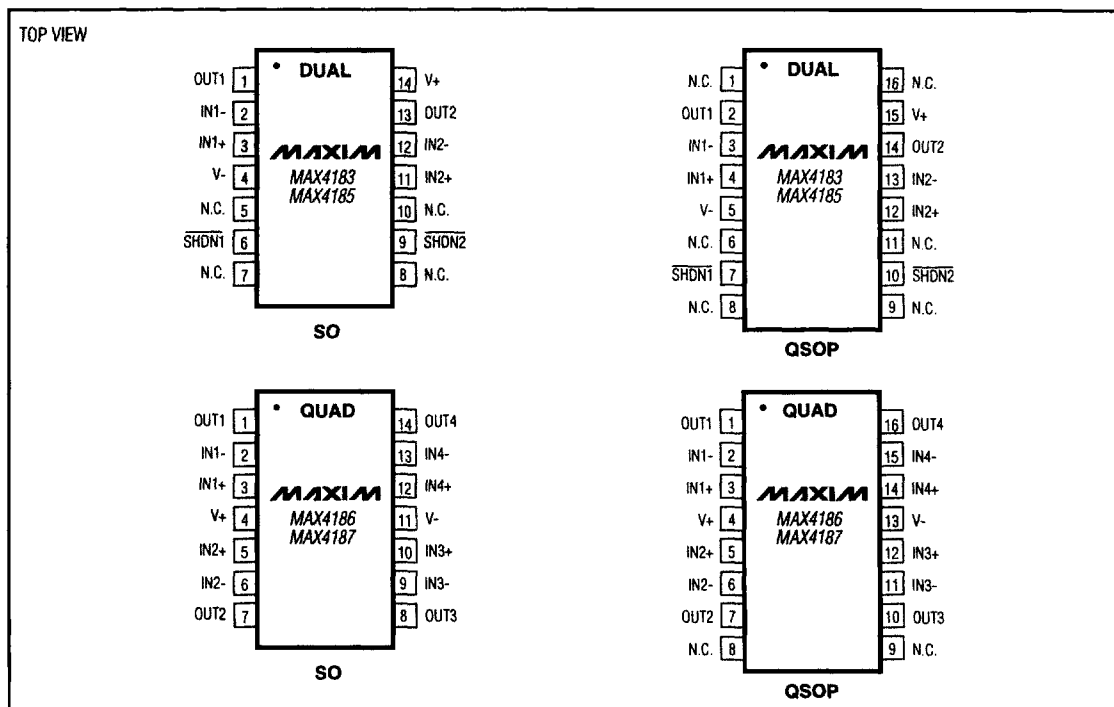 TOP VIEW
DUAL
OUT1 1 14 V+
IN1- 2 13 OUT2
IN1+ 3 MAXIM 12 IN2-
V- 4 MAX4183 11 IN2+
MAX4185
N.C. 5 10 N.C.
SHDN1 6 9 SHDN2
N.C. 7 8 N.C.
SO
DUAL
N.C. 1 16 N.C.
OUT1 2 15 V+
IN1- 3 MAXIM 14 OUT2
IN1+ 4 MAX4183 13 IN2-
MAX4185
V- 5 12 IN2+
N.C. 6 11 N.C.
SHDN1 7 10 SHDN2
N.C. 8 9 N.C.
QSOP
QUAD
OUT1 1 14 OUT4
IN1- 2 13 IN4-
IN1+ 3 MAXIM 12 IN4+
V+ 4 MAX4186 11 V-
MAX4187
IN2+ 5 10 IN3+
IN2- 6 9 IN3-
OUT2 7 8 OUT3
SO
QUAD
OUT1 1 16 OUT4
IN1- 2 15 IN4-
IN1+ 3 MAXIM 14 IN4+
V+ 4 MAX4186 13 V-
MAX4187
IN2+ 5 12 IN3+
IN2- 6 11 IN3-
OUT2 7 10 OUT3
N.C. 8 9 N.C.
QSOP